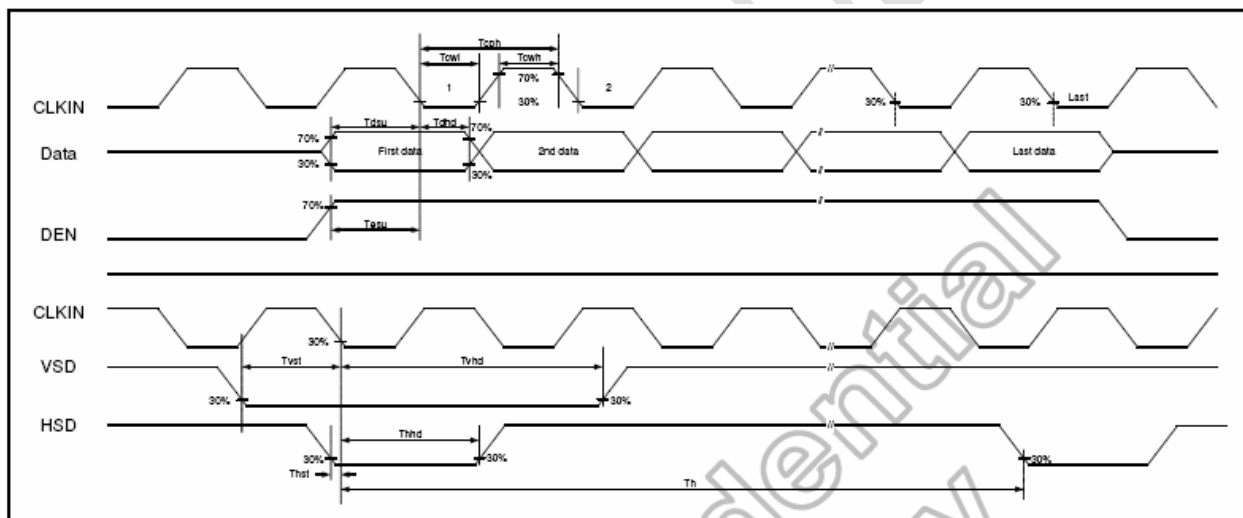 Tcph
Tcwl
Tcwh
CLKIN
1
70%
30%
2
30%
30%
Last
Tdsu
Tdhd
70%
70%
Data
First data
2nd data
Last data
30%
30%
DEN
70%
Tesu
CLKIN
30%
Tvst
Tvhd
VSD
30%
30%
HSD
Thhd
30%
30%
30%
Thst
Th
dential
y